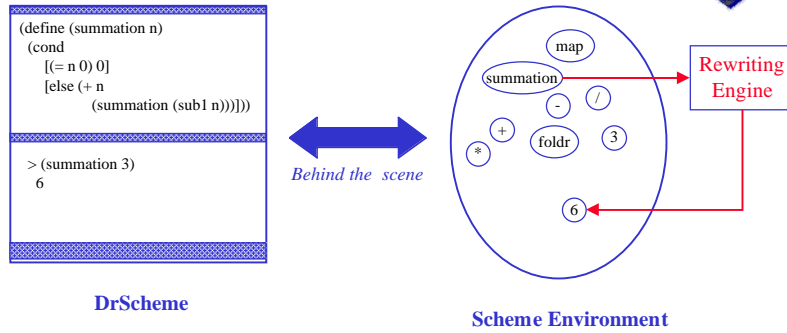 (define (summation n)
(cond
[(= n 0) 0]
[else (+ n
(summation (sub1 n)))]))
> (summation 3)
6
DrScheme
Behind the scene
map
summation
-
/
+
foldr
3
*
6
Rewriting
Engine
Scheme Environment